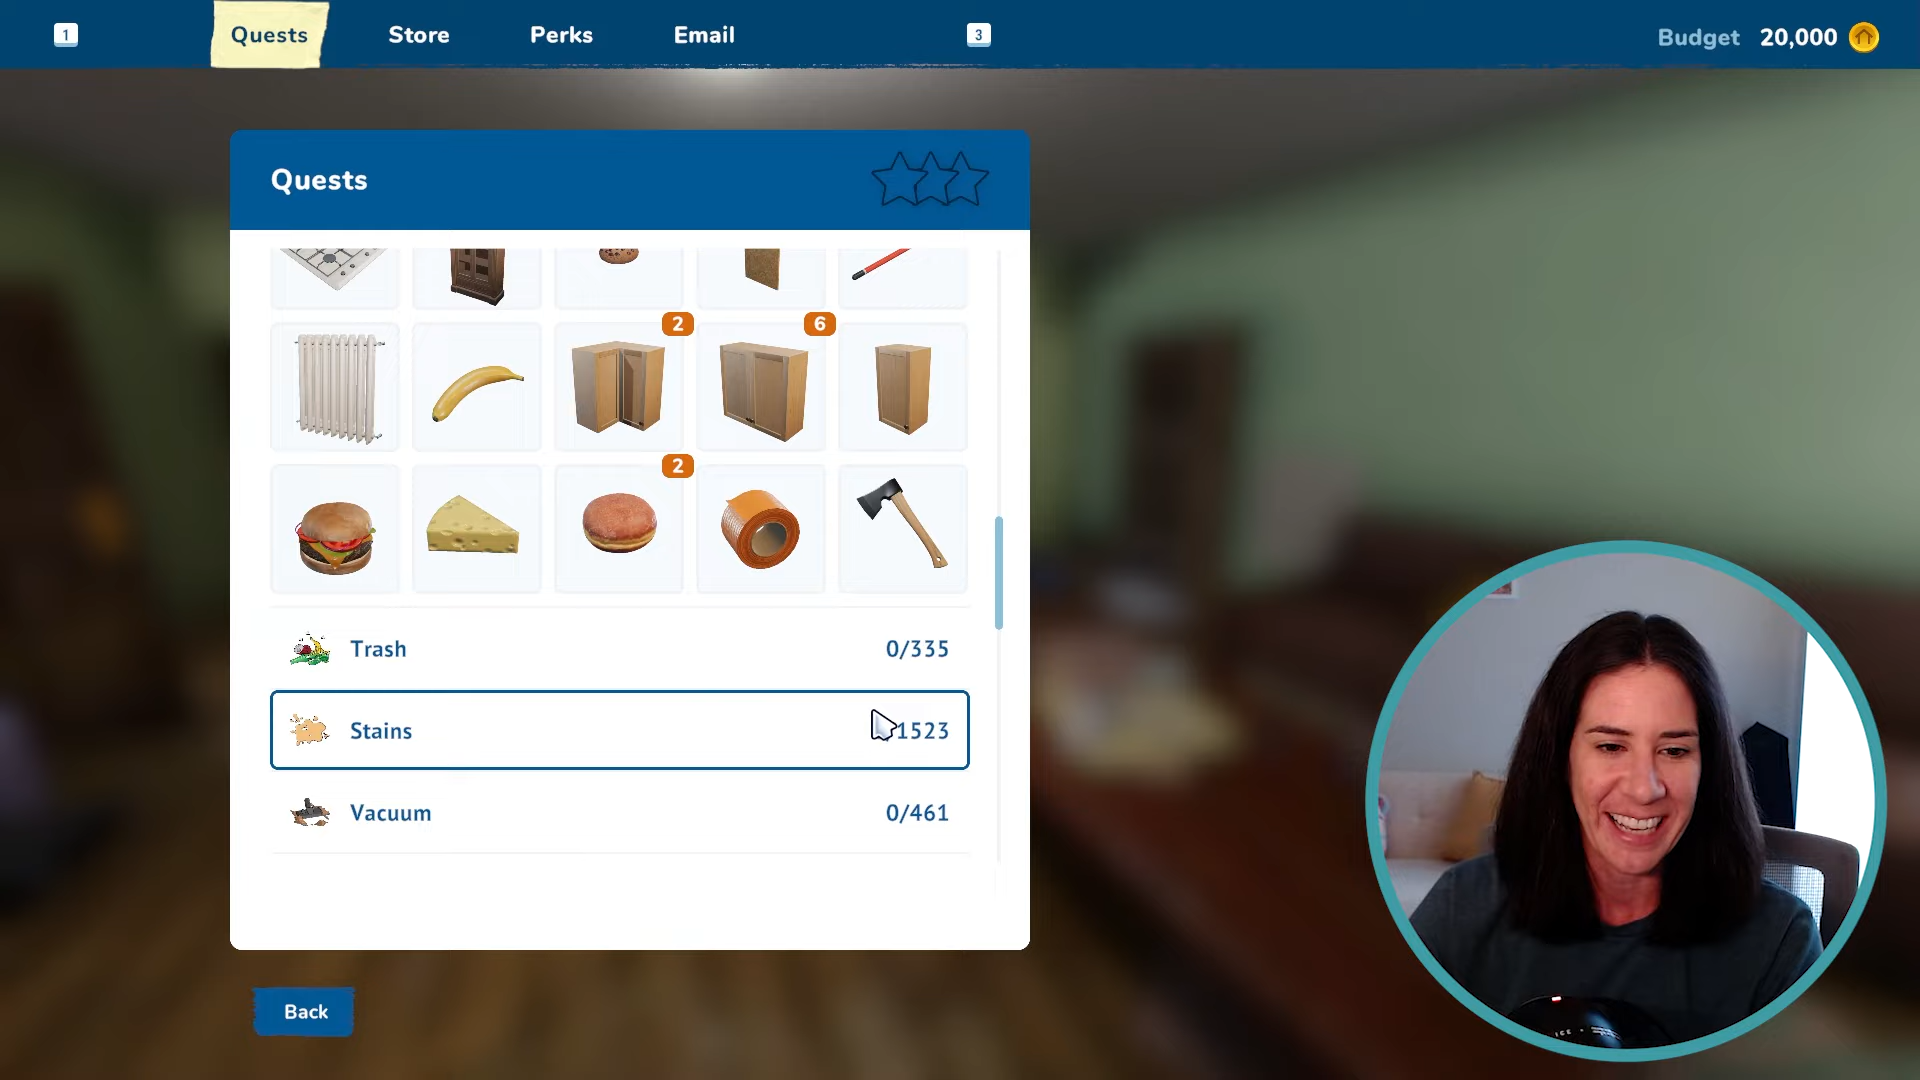 1
Quests
Store
Perks
Email
3
Budget 20,000
Quests
2
6
2
Trash 0/335
Stains 1523
Vacuum 0/461
Back